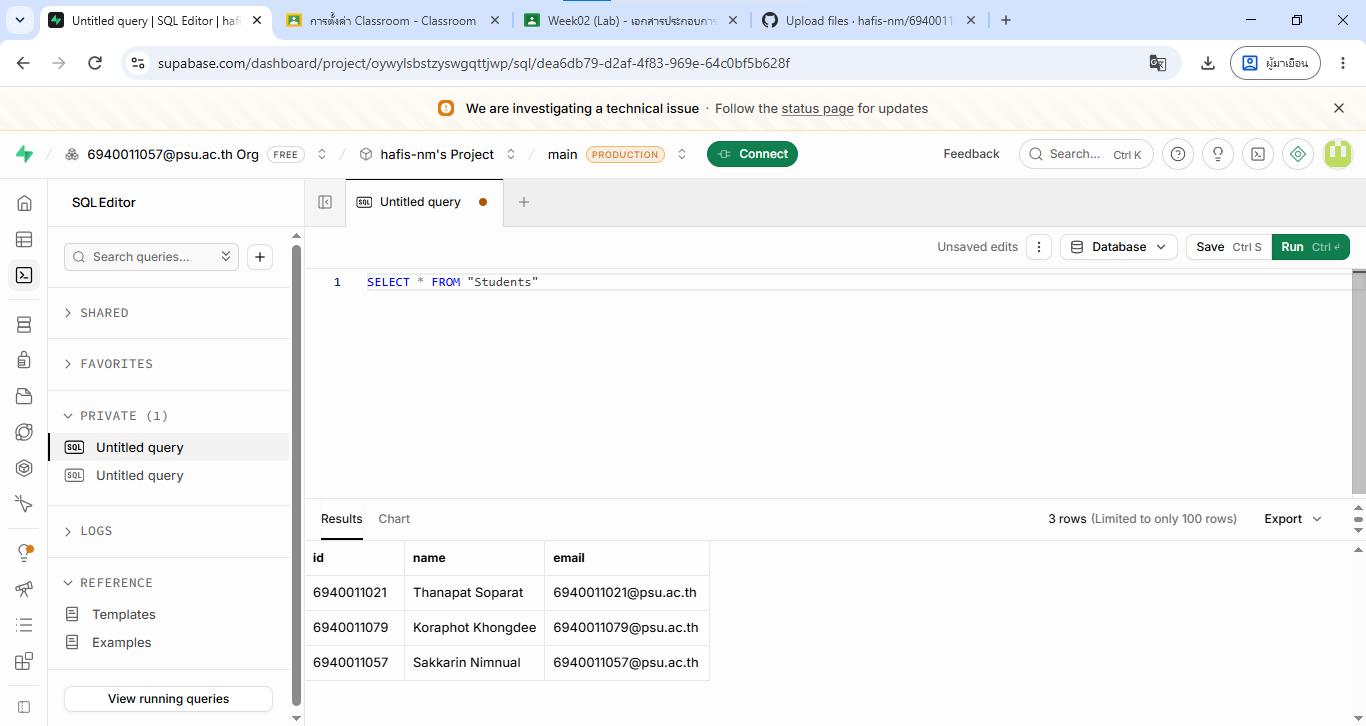 Untitled query | SQL Editor | hafi
การตั้งค่า Classroom - Classroom
Week02 (Lab) - เอกสารประกอบการ
Upload files · hafis-nm/6940011
supabase.com/dashboard/project/oywylsbstzyswgqttjwp/sql/dea6db79-d2af-4f83-969e-64c0bf5b628f
ผู้มาเยือน
We are investigating a technical issue · Follow the status page for updates
6940011057@psu.ac.th Org FREE
hafis-nm's Project
main PRODUCTION
Connect
Feedback
Search... Ctrl K
SQL Editor
SQL Untitled query
Search queries...
Unsaved edits
Database
Save Ctrl S
Run Ctrl ↵
1 SELECT * FROM "Students"
SHARED
FAVORITES
PRIVATE (1)
SQL Untitled query
SQL Untitled query
LOGS
REFERENCE
Templates
Examples
View running queries
Results Chart
3 rows (Limited to only 100 rows)
Export
id name email
6940011021 Thanapat Soparat 6940011021@psu.ac.th
6940011079 Koraphot Khongdee 6940011079@psu.ac.th
6940011057 Sakkarin Nimnual 6940011057@psu.ac.th